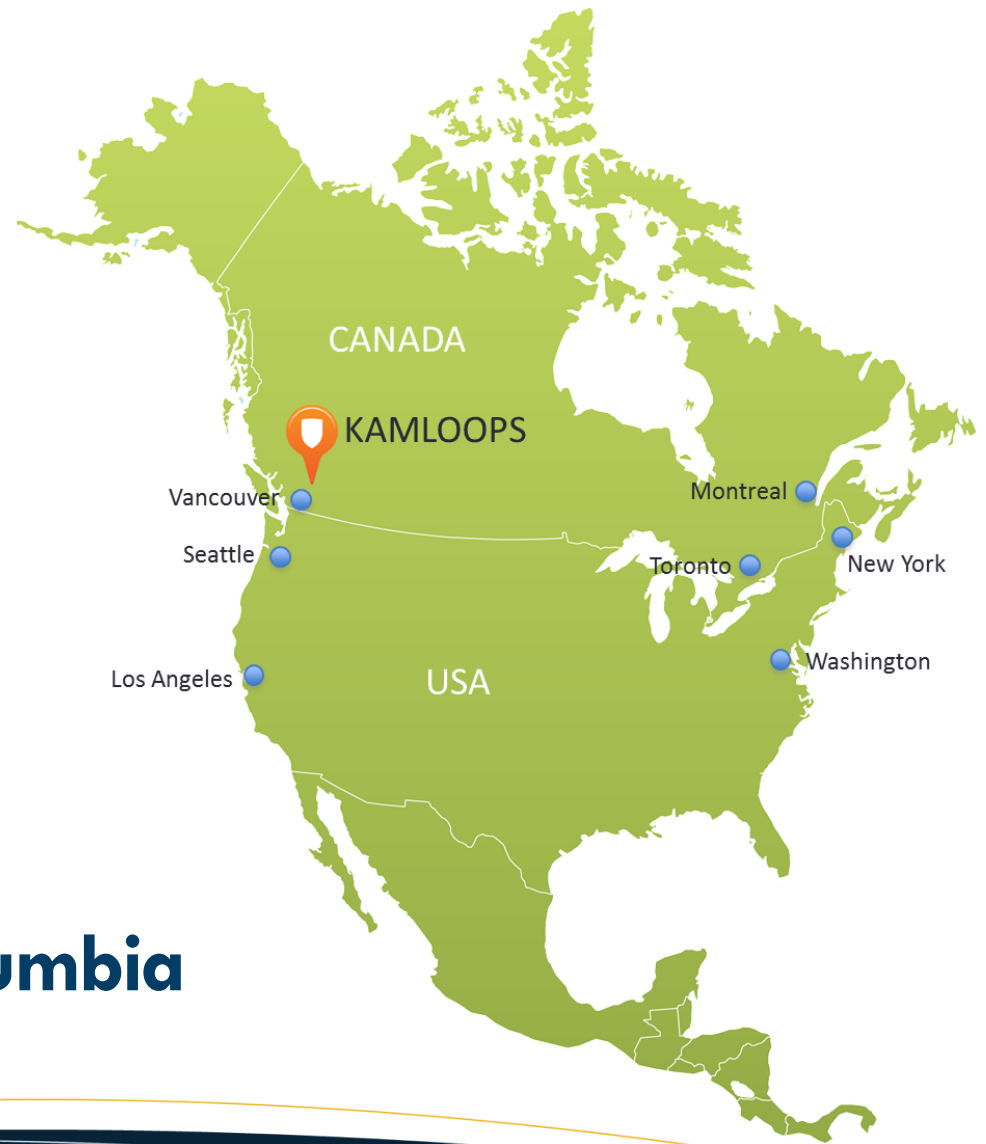 CANADA
KAMLOOPS
Montreal
Vancouver
Seattle
Toronto
New York
Washington
Los Angeles
USA
umbia